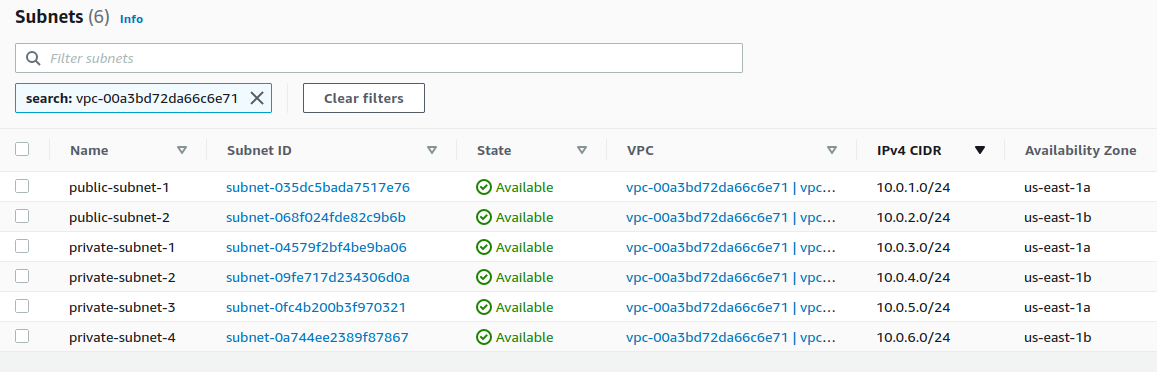 Subnets (6) Info
Filter subnets
search: vpc-00a3bd72da66c6e71 Clear filters
Name Subnet ID State VPC IPv4 CIDR Availability Zone
public-subnet-1 subnet-035dc5bada7517e76 Available vpc-00a3bd72da66c6e71 | vpc… 10.0.1.0/24 us-east-1a
public-subnet-2 subnet-068f024fde82c9b6b Available vpc-00a3bd72da66c6e71 | vpc… 10.0.2.0/24 us-east-1b
private-subnet-1 subnet-04579f2bf4be9ba06 Available vpc-00a3bd72da66c6e71 | vpc… 10.0.3.0/24 us-east-1a
private-subnet-2 subnet-09fe717d234306d0a Available vpc-00a3bd72da66c6e71 | vpc… 10.0.4.0/24 us-east-1b
private-subnet-3 subnet-0fc4b200b3f970321 Available vpc-00a3bd72da66c6e71 | vpc… 10.0.5.0/24 us-east-1a
private-subnet-4 subnet-0a744ee2389f87867 Available vpc-00a3bd72da66c6e71 | vpc… 10.0.6.0/24 us-east-1b